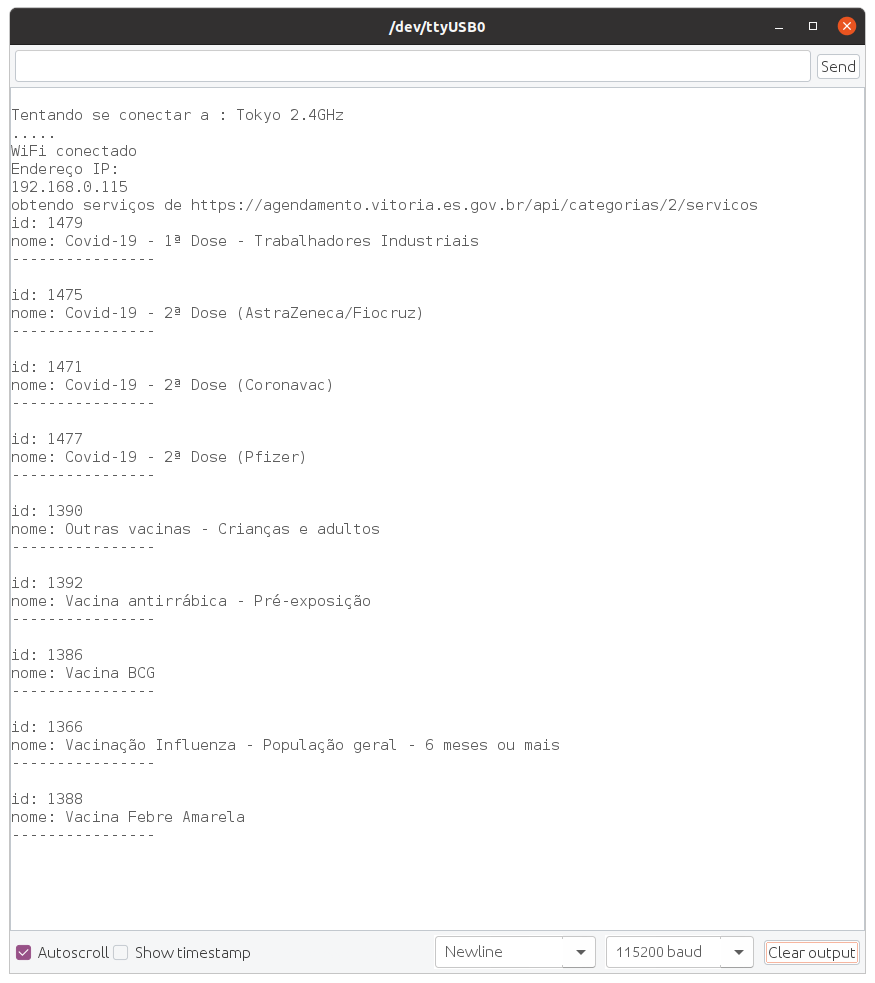 /dev/ttyUSB0
Send
Tentando se conectar a : Tokyo 2.4GHz
.....
WiFi conectado
Endereço IP:
192.168.0.115
obtendo serviços de https://agendamento.vitoria.es.gov.br/api/categorias/2/servicos
id: 1479
nome: Covid-19 - 1ª Dose - Trabalhadores Industriais
----------------
id: 1475
nome: Covid-19 - 2ª Dose (AstraZeneca/Fiocruz)
----------------
id: 1471
nome: Covid-19 - 2ª Dose (Coronavac)
----------------
id: 1477
nome: Covid-19 - 2ª Dose (Pfizer)
----------------
id: 1390
nome: Outras vacinas - Crianças e adultos
----------------
id: 1392
nome: Vacina antirrábica - Pré-exposição
----------------
id: 1386
nome: Vacina BCG
----------------
id: 1366
nome: Vacinação Influenza - População geral - 6 meses ou mais
----------------
id: 1388
nome: Vacina Febre Amarela
----------------
Autoscroll Show timestamp Newline 115200 baud Clear output